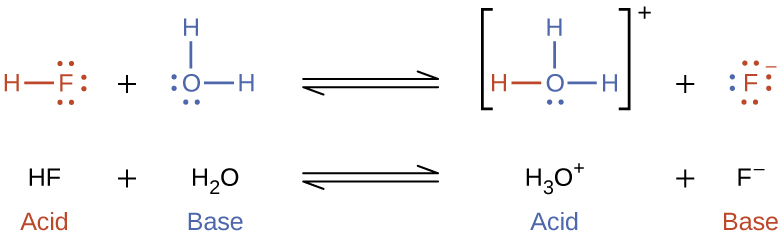 H
H
+
H—F
+
O—H
⇌
H—O—H
+
F⁻
HF + H₂O ⇌ H₃O⁺ + F⁻
Acid Base Acid Base